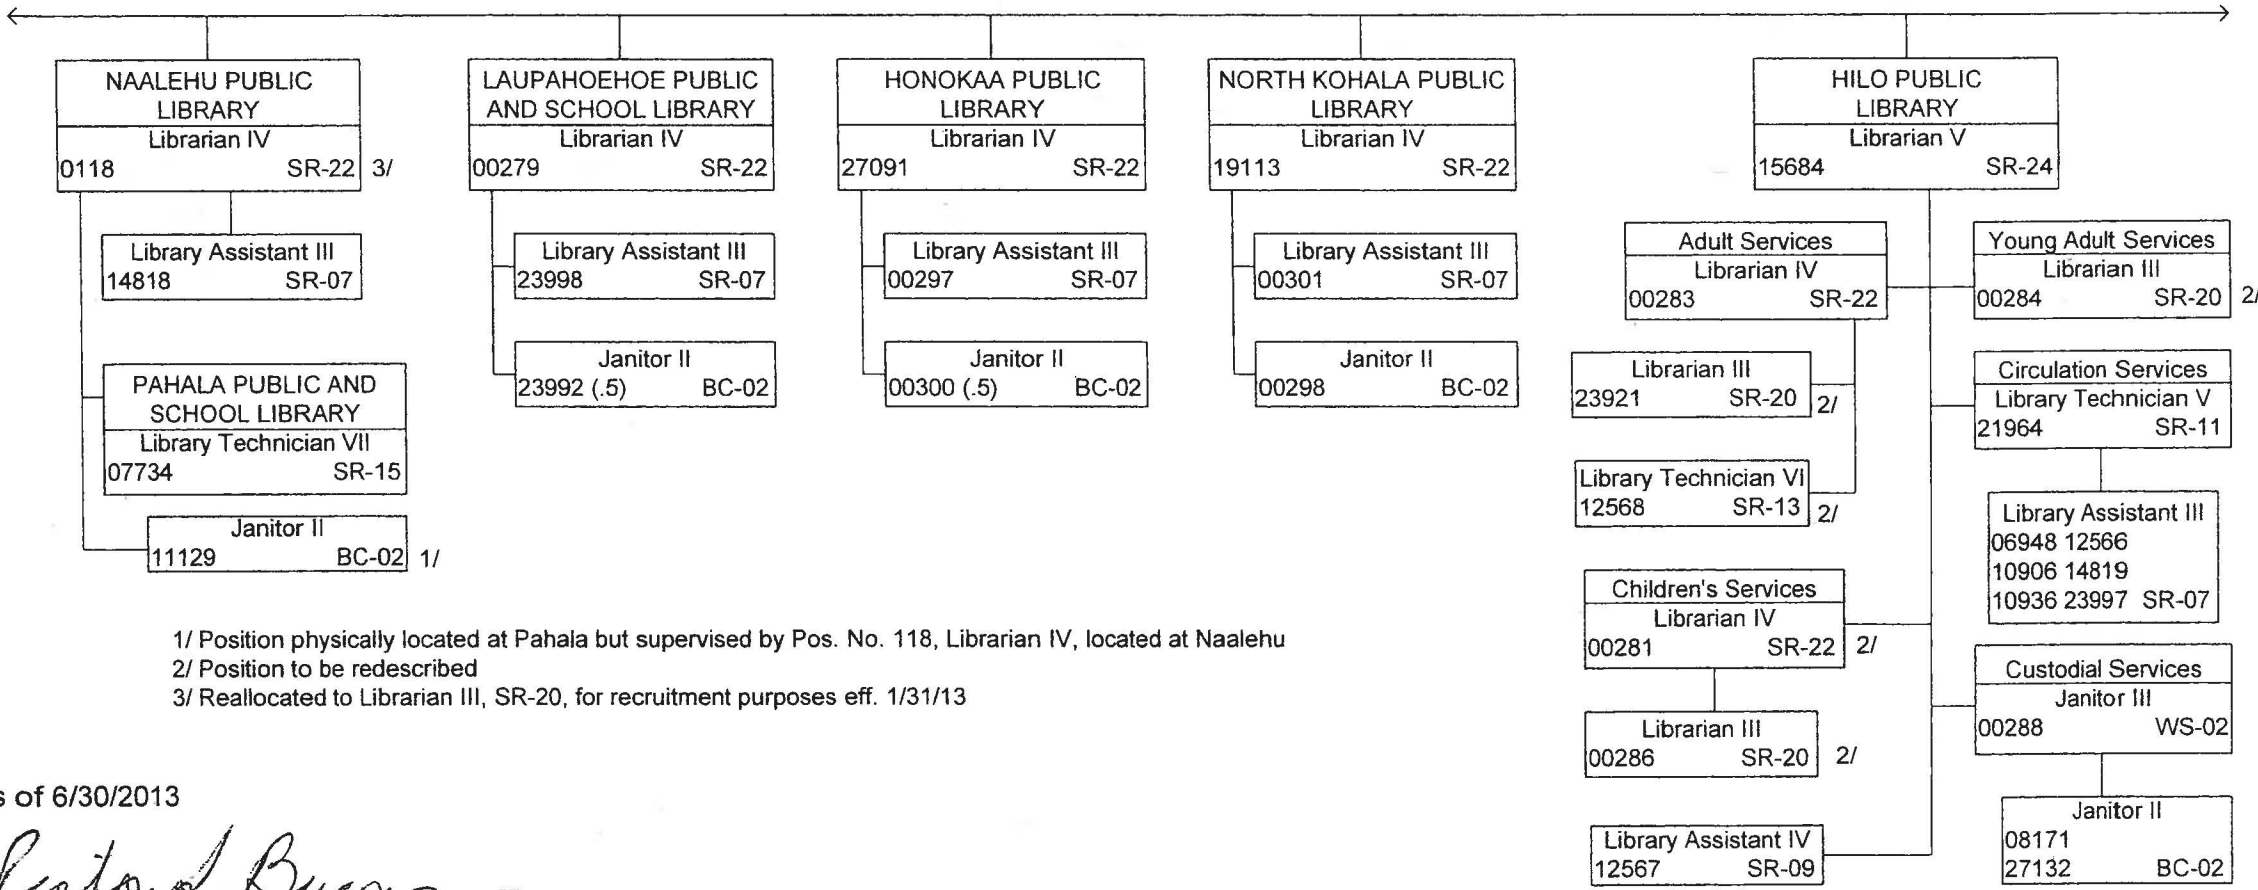 NAALEHU PUBLIC
LIBRARY
Librarian IV
0118 SR-22 3/
Library Assistant III
14818 SR-07
PAHALA PUBLIC AND
SCHOOL LIBRARY
Library Technician VII
07734 SR-15
Janitor II
11129 BC-02 1/
LAUPAHOEHOE PUBLIC
AND SCHOOL LIBRARY
Librarian IV
00279 SR-22
Library Assistant III
23998 SR-07
Janitor II
23992 (.5) BC-02
HONOKAA PUBLIC
LIBRARY
Librarian IV
27091 SR-22
Library Assistant III
00297 SR-07
Janitor II
00300 (.5) BC-02
NORTH KOHALA PUBLIC
LIBRARY
Librarian IV
19113 SR-22
Library Assistant III
00301 SR-07
Janitor II
00298 BC-02
HILO PUBLIC
LIBRARY
Librarian V
15684 SR-24
Adult Services
Librarian IV
00283 SR-22
Librarian III
23921 SR-20 2/
Library Technician VI
12568 SR-13 2/
Children's Services
Librarian IV
00281 SR-22 2/
Librarian III
00286 SR-20 2/
Library Assistant IV
12567 SR-09
Young Adult Services
Librarian III
00284 SR-20 2/
Circulation Services
Library Technician V
21964 SR-11
Library Assistant III
06948 12566
10906 14819
10936 23997 SR-07
Custodial Services
Janitor III
00288 WS-02
Janitor II
08171
27132 BC-02
1/ Position physically located at Pahala but supervised by Pos. No. 118, Librarian IV, located at Naalehu
2/ Position to be redescribed
3/ Reallocated to Librarian III, SR-20, for recruitment purposes eff. 1/31/13
s of 6/30/2013